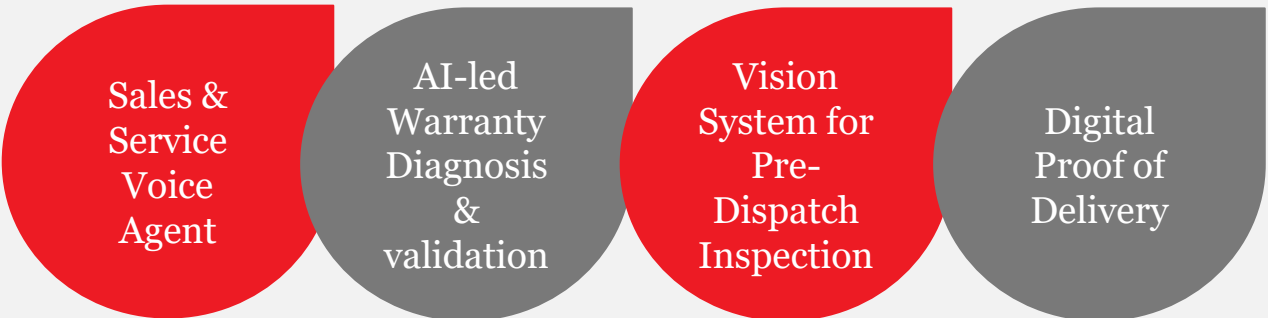 Sales &
Service
Voice
Agent
AI-led
Warranty
Diagnosis
&
validation
Vision
System for
Pre-
Dispatch
Inspection
Digital
Proof of
Delivery